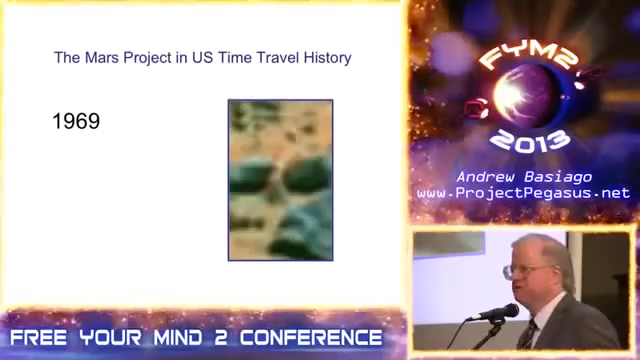 The Mars Project in US Time Travel History
1969
FYM2
2013
Andrew Basiago
www.ProjectPegasus.net
FREE YOUR MIND 2 CONFERENCE